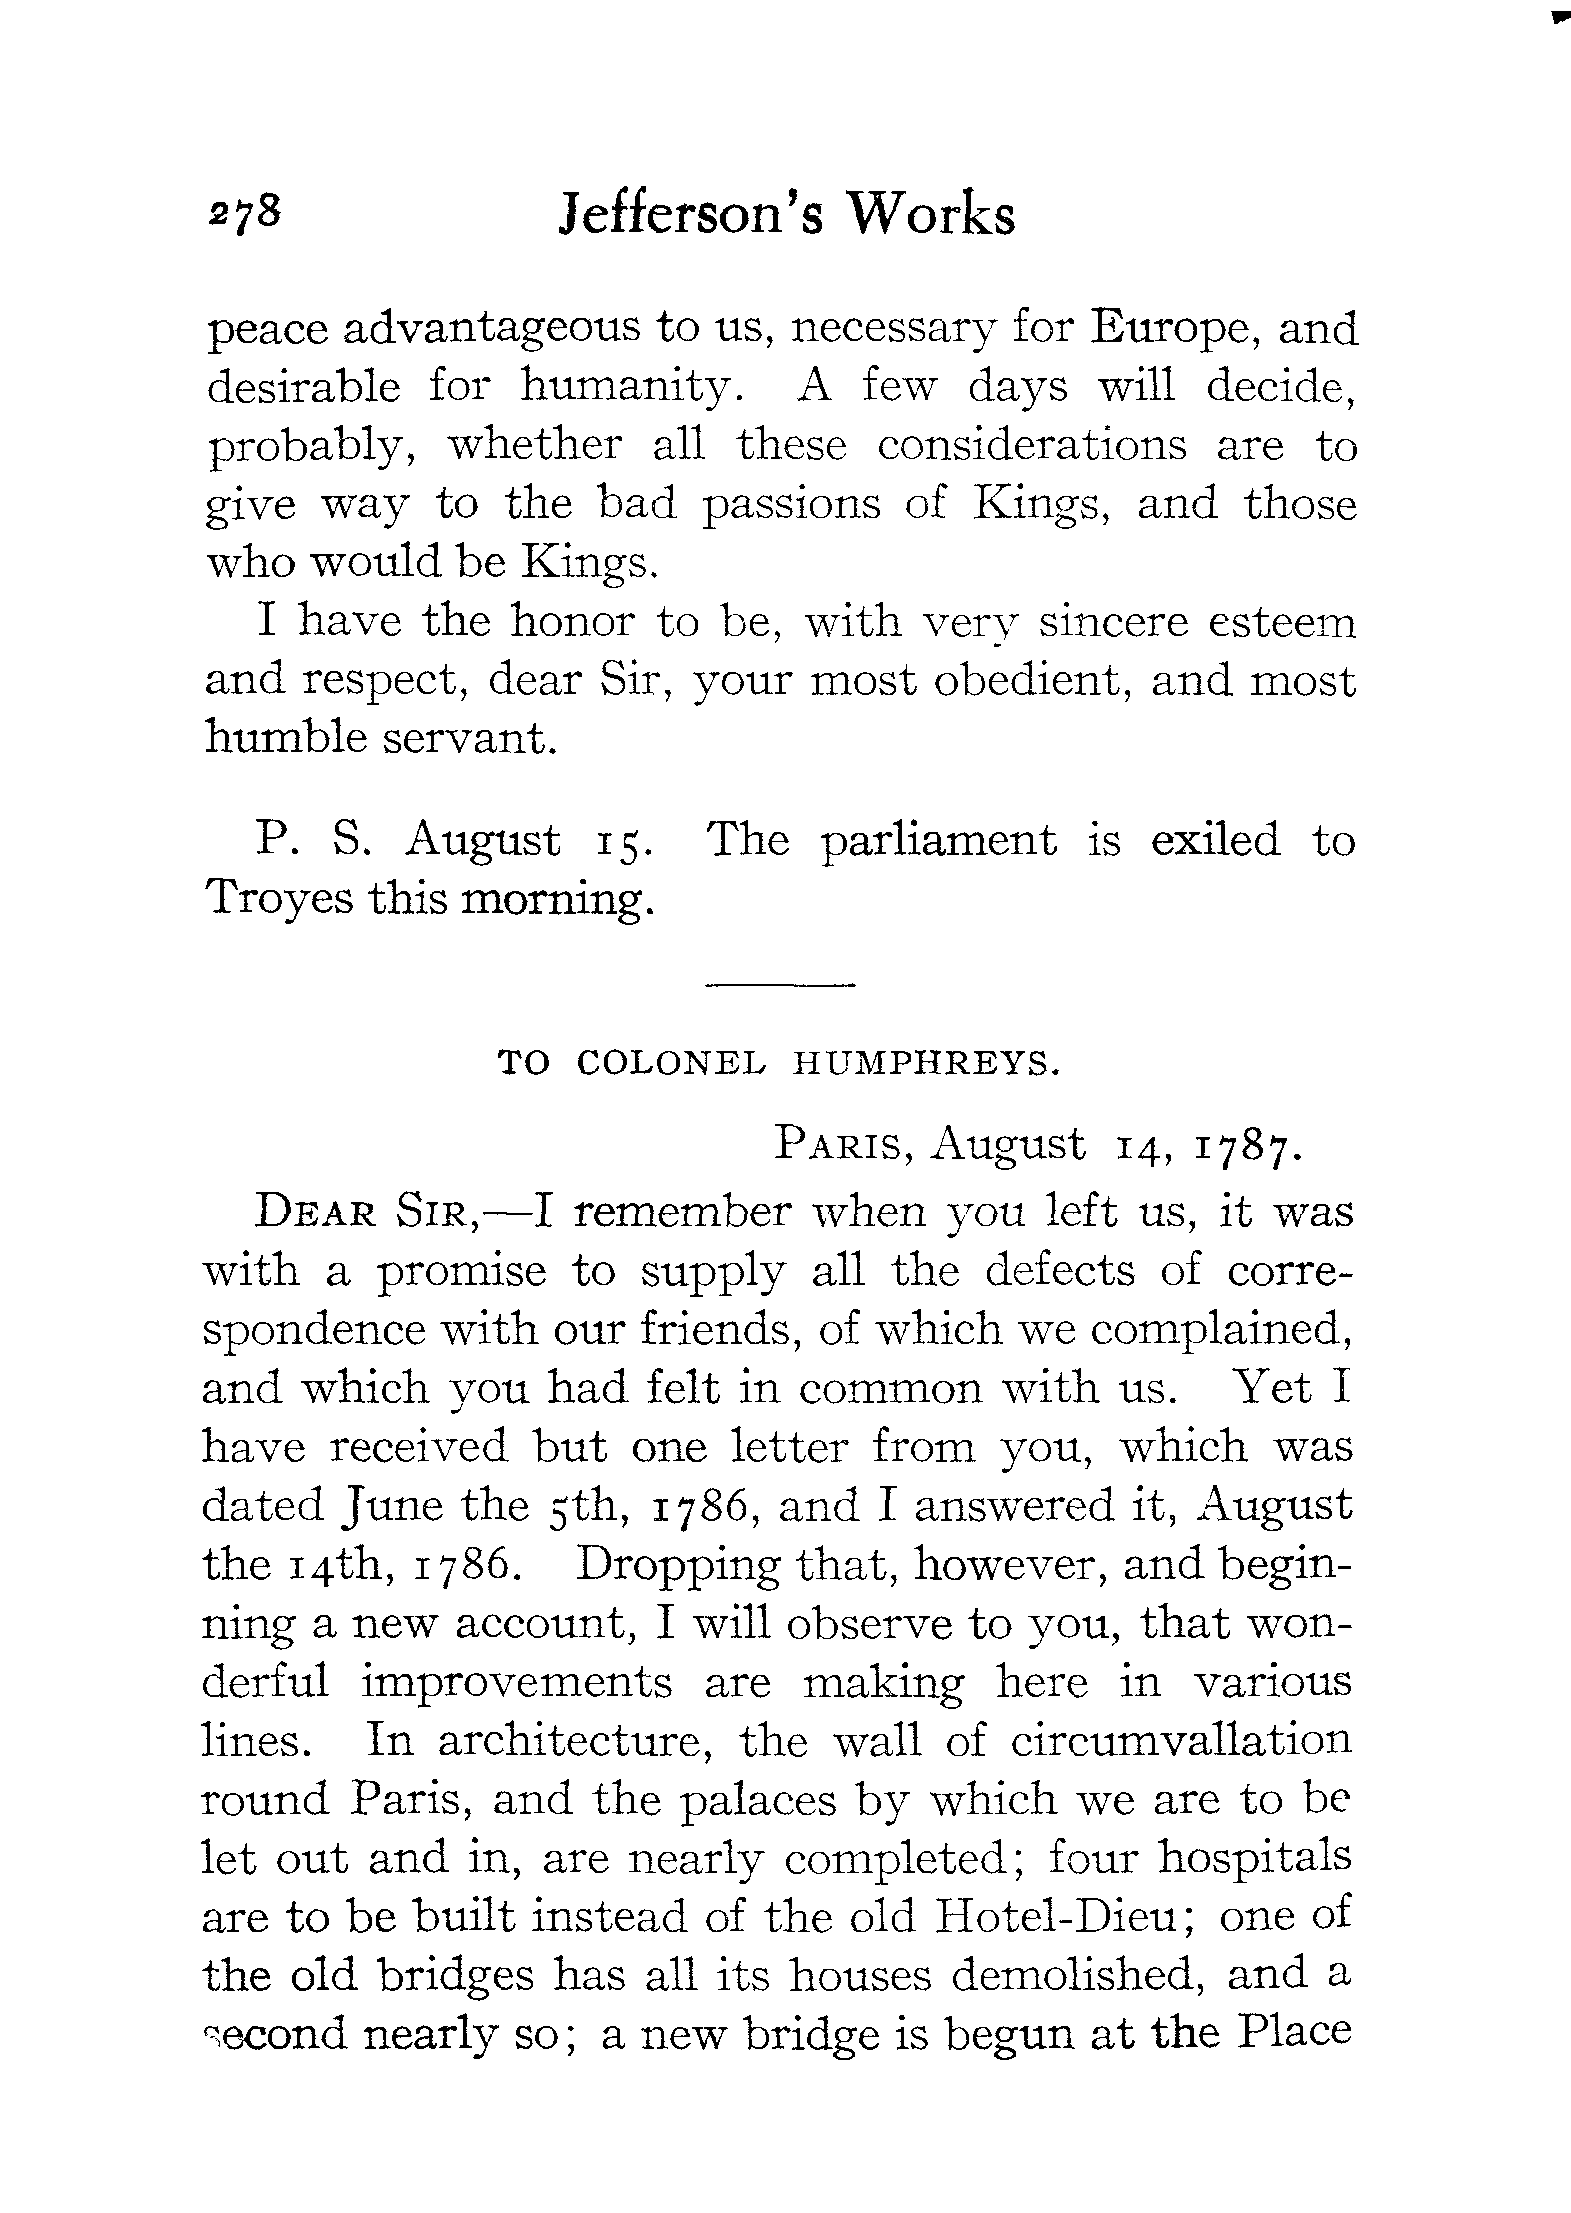 278 Jefferson's Works
peace advantageous to us, necessary for Europe, and
desirable for humanity. A few days will decide,
probably, whether all these considerations are to
give way to the bad passions of Kings, and those
who would be Kings.
I have the honor to be, with very sincere esteem
and respect, dear Sir, your most obedient, and most
humble servant.
P. S. August 15. The parliament is exiled to
Troyes this morning.
TO COLONEL HUMPHREYS.
PARIS, August 14, 1787.
DEAR SIR,—I remember when you left us, it was
with a promise to supply all the defects of corre-
spondence with our friends, of which we complained,
and which you had felt in common with us. Yet I
have received but one letter from you, which was
dated June the 5th, 1786, and I answered it, August
the 14th, 1786. Dropping that, however, and begin-
ning a new account, I will observe to you, that won-
derful improvements are making here in various
lines. In architecture, the wall of circumvallation
round Paris, and the palaces by which we are to be
let out and in, are nearly completed; four hospitals
are to be built instead of the old Hotel-Dieu; one of
the old bridges has all its houses demolished, and a
second nearly so; a new bridge is begun at the Place